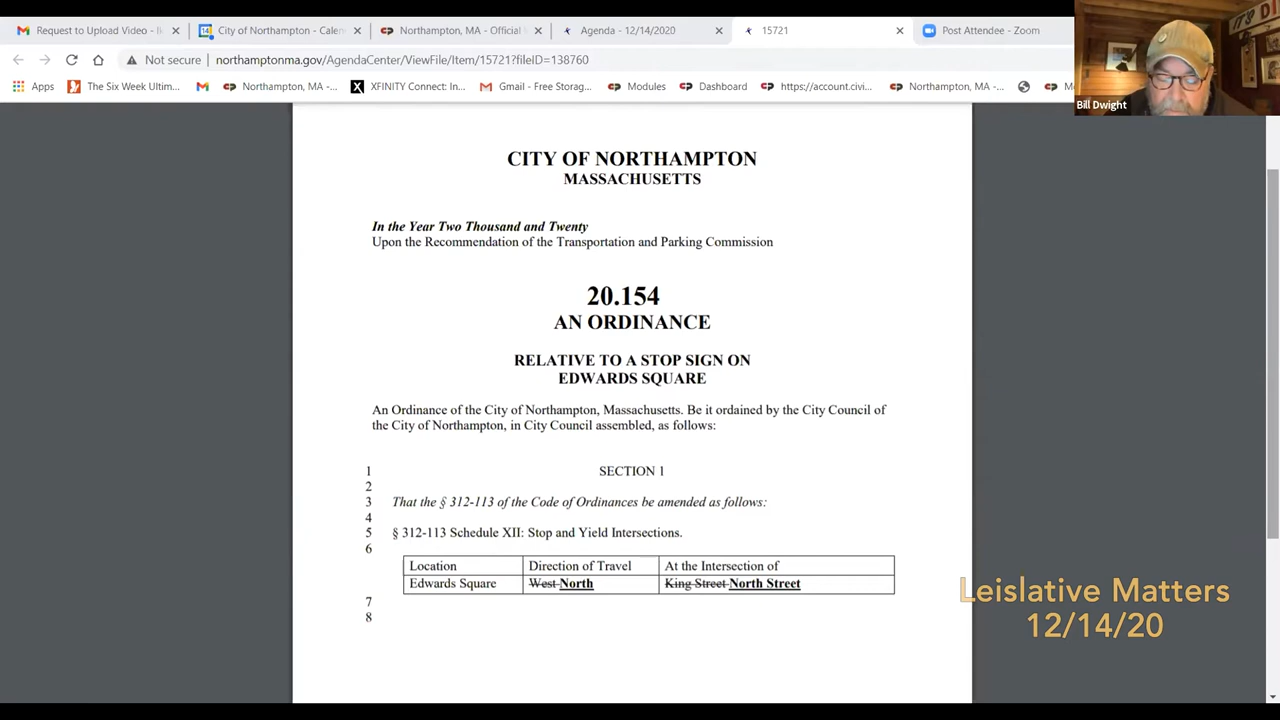 Request to Upload Video - I
City of Northampton - Calen
Northampton, MA - Official
Agenda - 12/14/2020
15721
Post Attendee - Zoom
IT'S
Not secure
northamptonma.gov/AgendaCenter/ViewFile/Item/15721?fileID=138760
Apps
The Six Week Ultim...
Northampton, MA -...
XFINITY Connect: In...
Gmail - Free Storag...
Modules
Dashboard
https://account.civi...
Northampton, MA -...
Bill Dwight
CITY OF NORTHAMPTON
MASSACHUSETTS
In the Year Two Thousand and Twenty
Upon the Recommendation of the Transportation and Parking Commission
20.154
AN ORDINANCE
RELATIVE TO A STOP SIGN ON
EDWARDS SQUARE
An Ordinance of the City of Northampton, Massachusetts. Be it ordained by the City Council of
the City of Northampton, in City Council assembled, as follows:
1 SECTION 1
2
3 That the § 312-113 of the Code of Ordinances be amended as follows:
4
5 § 312-113 Schedule XII: Stop and Yield Intersections.
6
Location Direction of Travel At the Intersection of
Edwards Square West North King Street North Street
7
8
Leislative Matters
12/14/20